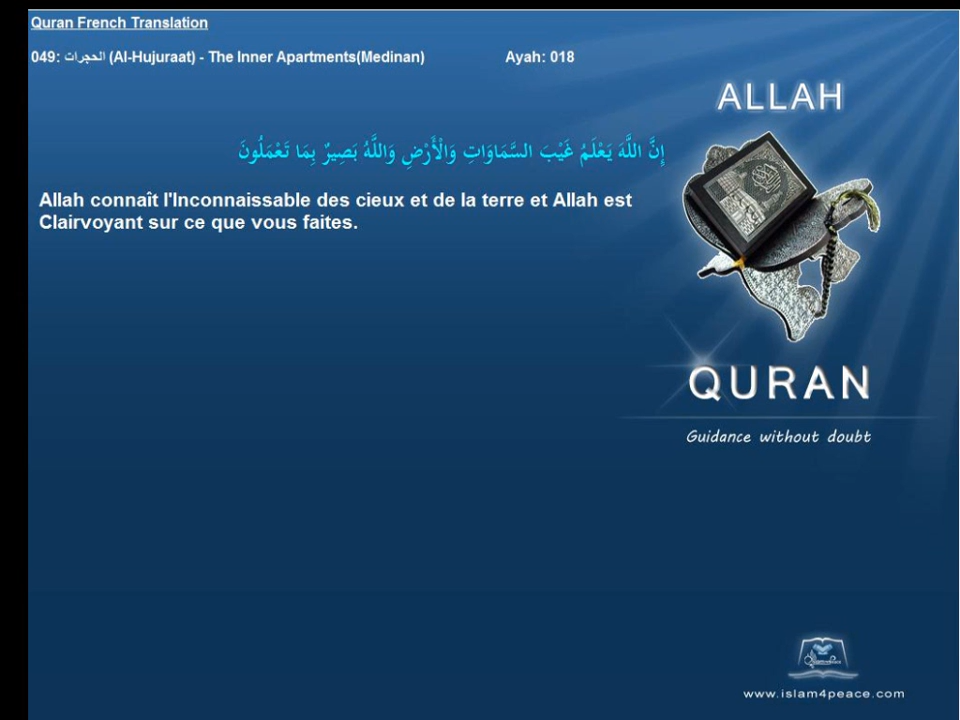 Quran French Translation
049: الحجرات (Al-Hujuraat) - The Inner Apartments(Medinan) Ayah: 018
ALLAH
إِنَّ اللَّهَ يَعْلَمُ غَيْبَ السَّمَاوَاتِ وَالْأَرْضِ وَاللَّهُ بَصِيرٌ بِمَا تَعْمَلُونَ
Allah connaît l'Inconnaissable des cieux et de la terre et Allah est
Clairvoyant sur ce que vous faites.
QURAN
Guidance without doubt
www.islam4peace.com